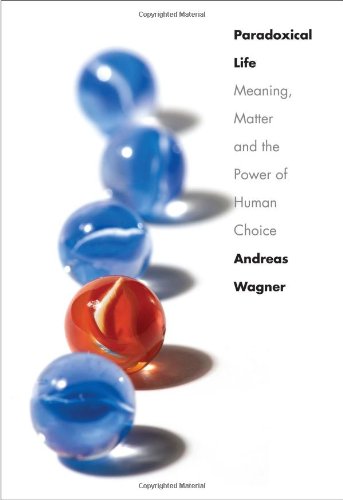 Copyrighted Material
Paradoxical
Life
Meaning,
Matter
and the
Power of
Human
Choice
Andreas
Wagner
Copyrighted Material